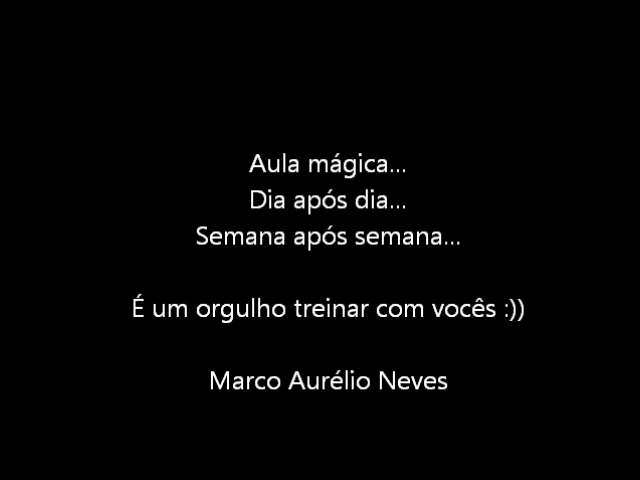 Aula mágica...
Dia após dia...
Semana após semana...
É um orgulho treinar com vocês :))
Marco Aurélio Neves